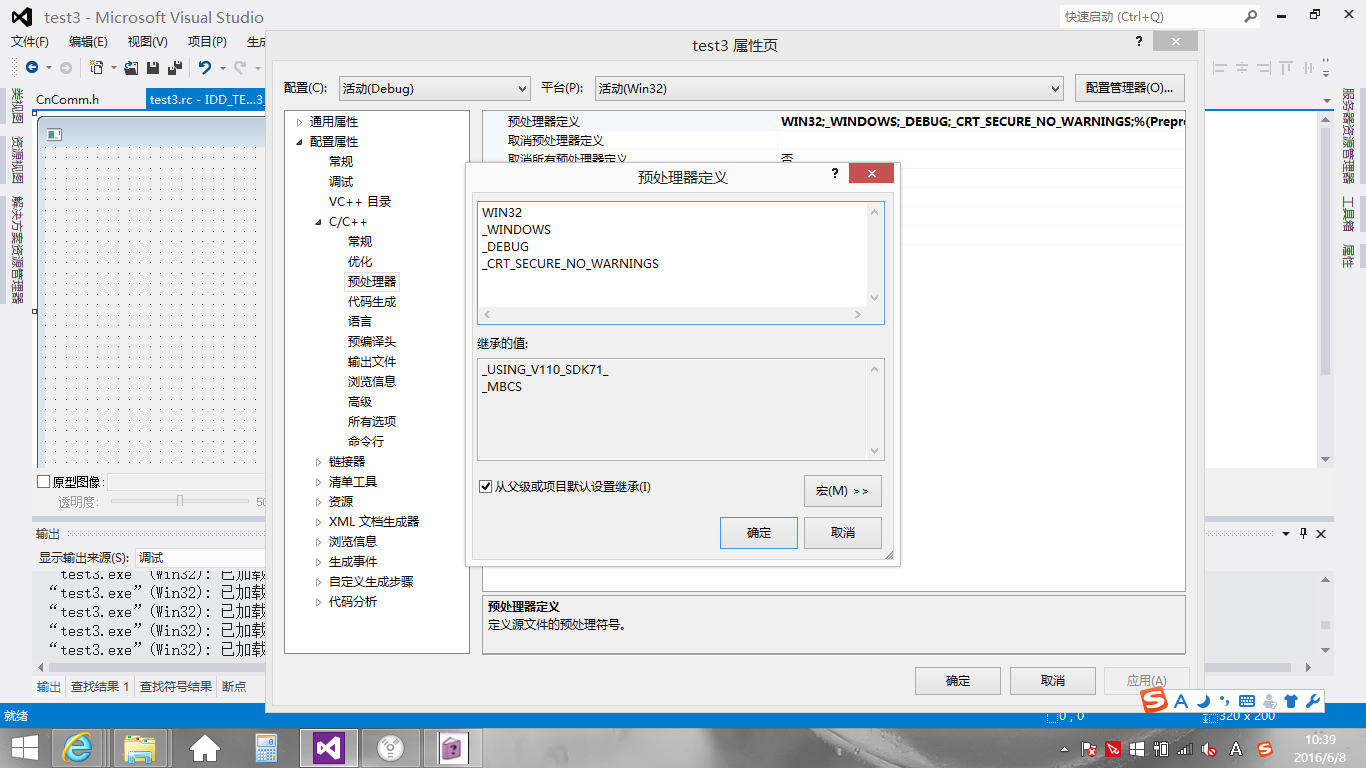 test3 - Microsoft Visual Studio
快速启动 (Ctrl+Q)
文件(F) 编辑(E) 视图(V) 项目(P) 生成
test3 属性页
?
配置(C): 活动(Debug) 平台(P): 活动(Win32) 配置管理器(O)...
CnComm.h test3.rc - IDD_TE...3_
类视图
资源视图
解决方案资源管理器
服务器资源管理器
工具箱
属性
通用属性
配置属性
常规
调试
VC++ 目录
C/C++
常规
优化
预处理器
代码生成
语言
预编译头
输出文件
浏览信息
高级
所有选项
命令行
链接器
清单工具
资源
XML 文档生成器
浏览信息
生成事件
自定义生成步骤
代码分析
预处理器定义 WIN32;_WINDOWS;_DEBUG;_CRT_SECURE_NO_WARNINGS;%(Prepro
取消预处理器定义
取消所有预处理器定义 否
预处理器定义
?
WIN32
_WINDOWS
_DEBUG
_CRT_SECURE_NO_WARNINGS
继承的值:
_USING_V110_SDK71_
_MBCS
从父级或项目默认设置继承(I)
宏(M) >>
确定 取消
预处理器定义
定义源文件的预处理符号。
确定 取消 应用(A)
原型图像:
透明度: 50
输出
显示输出来源(S): 调试
“test3.exe”(Win32): 已加载
“test3.exe”(Win32): 已加载
“test3.exe”(Win32): 已加载
“test3.exe”(Win32): 已加载
“test3.exe”(Win32): 已加载
输出 查找结果 1 查找符号结果 断点
就绪
0 , 0
320 x 200
10:39
2016/6/8